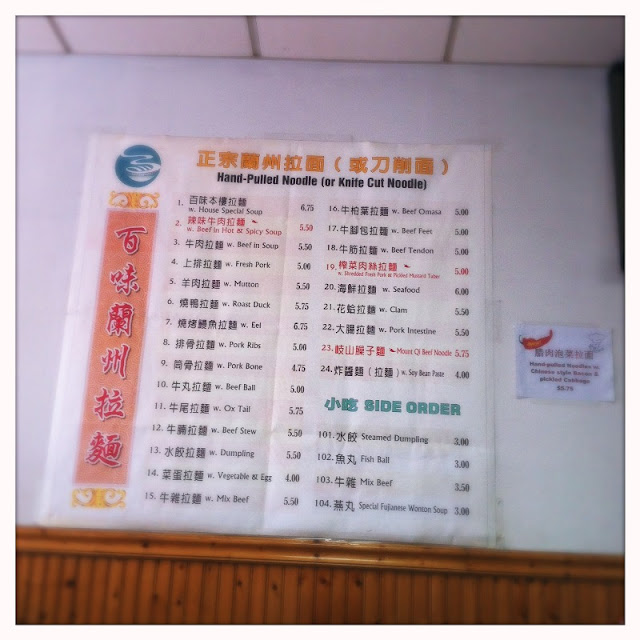 正宗蘭州拉面（或刀削面）
Hand-Pulled Noodle (or Knife Cut Noodle)
百味蘭州拉麵
1. 百味本樓拉麵 w. House Special Soup 6.75
2. 辣味牛肉拉麵 w. Beef in Hot & Spicy Soup 5.50
3. 牛肉拉麵 w. Beef in Soup 5.50
4. 上排拉麵 w. Fresh Pork 5.00
5. 羊肉拉麵 w. Mutton 5.50
6. 燒鴨拉麵 w. Roast Duck 5.75
7. 燒烤鰻魚拉麵 w. Eel 6.75
8. 排骨拉麵 w. Pork Ribs 5.00
9. 筒骨拉麵 w. Pork Bone 4.75
10. 牛丸拉麵 w. Beef Ball 5.00
11. 牛尾拉麵 w. Ox Tail 5.75
12. 牛腩拉麵 w. Beef Stew 5.50
13. 水餃拉麵 w. Dumpling 5.50
14. 菜蛋拉麵 w. Vegetable & Egg 4.00
15. 牛雜拉麵 w. Mix Beef 5.50
16. 牛柏葉拉麵 w. Beef Omasa 5.00
17. 牛腳包拉麵 w. Beef Feet 5.00
18. 牛筋拉麵 w. Beef Tendon 5.50
19. 榨菜肉絲拉麵 w. Shredded Fresh Pork & Pickled Mustard Tuber 5.00
20. 海鮮拉麵 w. Seafood 6.00
21. 花蛤拉麵 w. Clam 5.50
22. 大腸拉麵 w. Pork Intestine 5.50
23. 岐山臊子麵 Mount QI Beef Noodle 5.75
24. 炸醬麵（拉麵） w. Soy Bean Paste 4.00
小吃 SIDE ORDER
101. 水餃 Steamed Dumpling 3.00
102. 魚丸 Fish Ball 3.00
103. 牛雜 Mix Beef 3.50
104. 燕丸 Special Fujianese Wonton Soup 3.00
腊肉泡菜拉面
Hand-pulled Noodles w.
Chinese style Bacon &
pickled Cabbage
$5.75